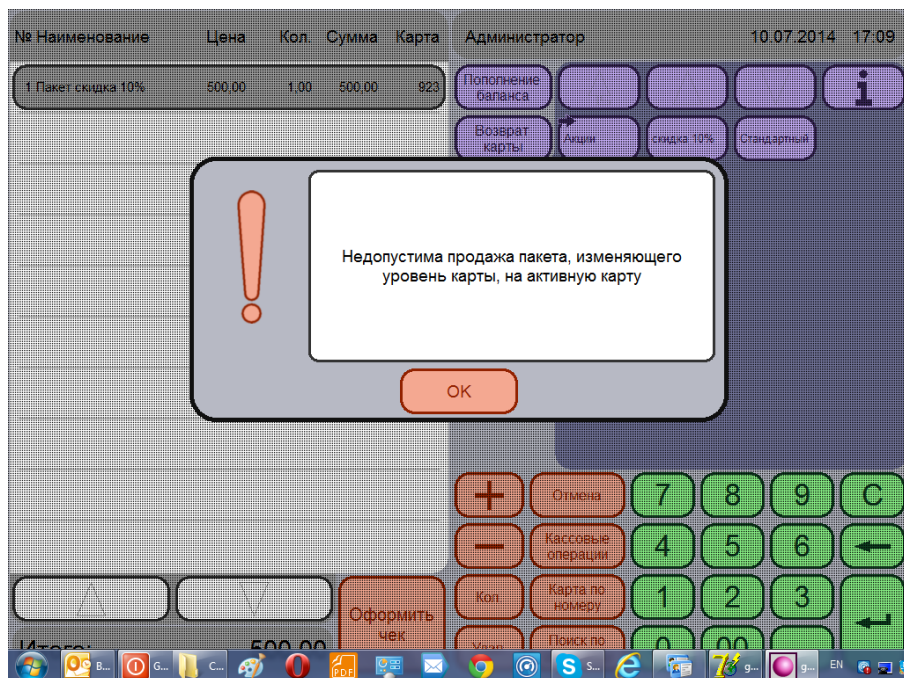 № Наименование Цена Кол. Сумма Карта Администратор 10.07.2014 17:09
1 Пакет скидка 10% 500,00 1,00 500,00 923
Пополнение
баланса
i
Возврат
карты
Акции
скидка 10%
Стандартный
Недопустима продажа пакета, изменяющего
уровень карты, на активную карту
OK
+ Отмена 7 8 9 C
− Кассовые
операции
4 5 6
Кол Карта по
номеру
1 2 3
Оформить
чек
Итого: 500,00
Поиск по
0 00
B... G... C... PDF S... g... g... EN